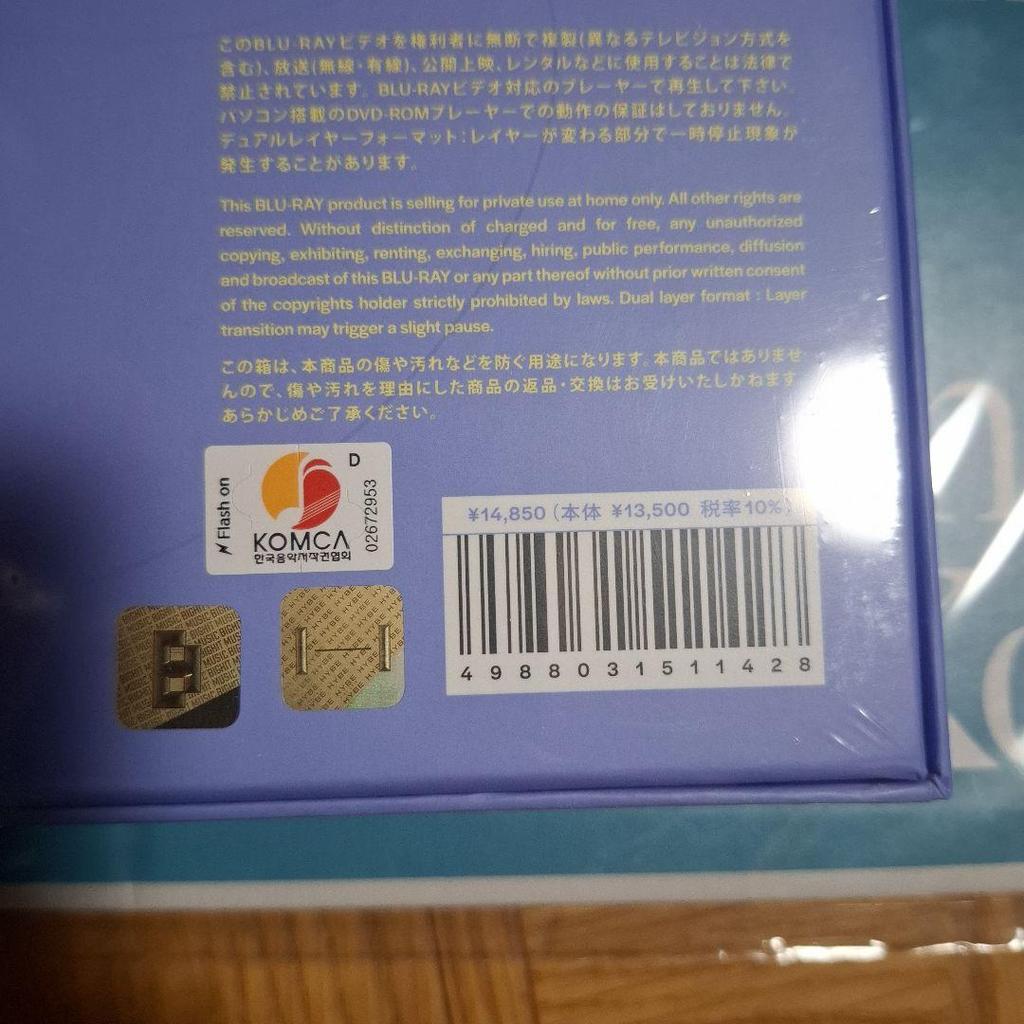 このBLU-RAYビデオを権利者に無断で複製(異なるテレビジョン方式を
含む)、放送(無線・有線)、公開上映、レンタルなどに使用することは法律で
禁止されています。BLU-RAYビデオ対応のプレーヤーで再生して下さい。
パソコン搭載のDVD-ROMプレーヤーでの動作の保証はしておりません。
デュアルレイヤーフォーマット:レイヤーが変わる部分で一時停止現象が
発生することがあります。
This BLU-RAY product is selling for private use at home only. All other rights are
reserved. Without distinction of charged and for free, any unauthorized
copying, exhibiting, renting, exchanging, hiring, public performance, diffusion
and broadcast of this BLU-RAY or any part thereof without prior written consent
of the copyrights holder strictly prohibited by laws. Dual layer format : Layer
transition may trigger a slight pause.
この箱は、本商品の傷や汚れなどを防ぐ用途になります。本商品ではありませ
んので、傷や汚れを理由にした商品の返品・交換はお受けいたしかねます。
あらかじめご了承ください。
Flash on
D
02672953
KOMCA
한국음악저작권협회
¥14,850 (本体 ¥13,500 税率10%)
4988031511428
BIGHIT MUSIC
HYBE